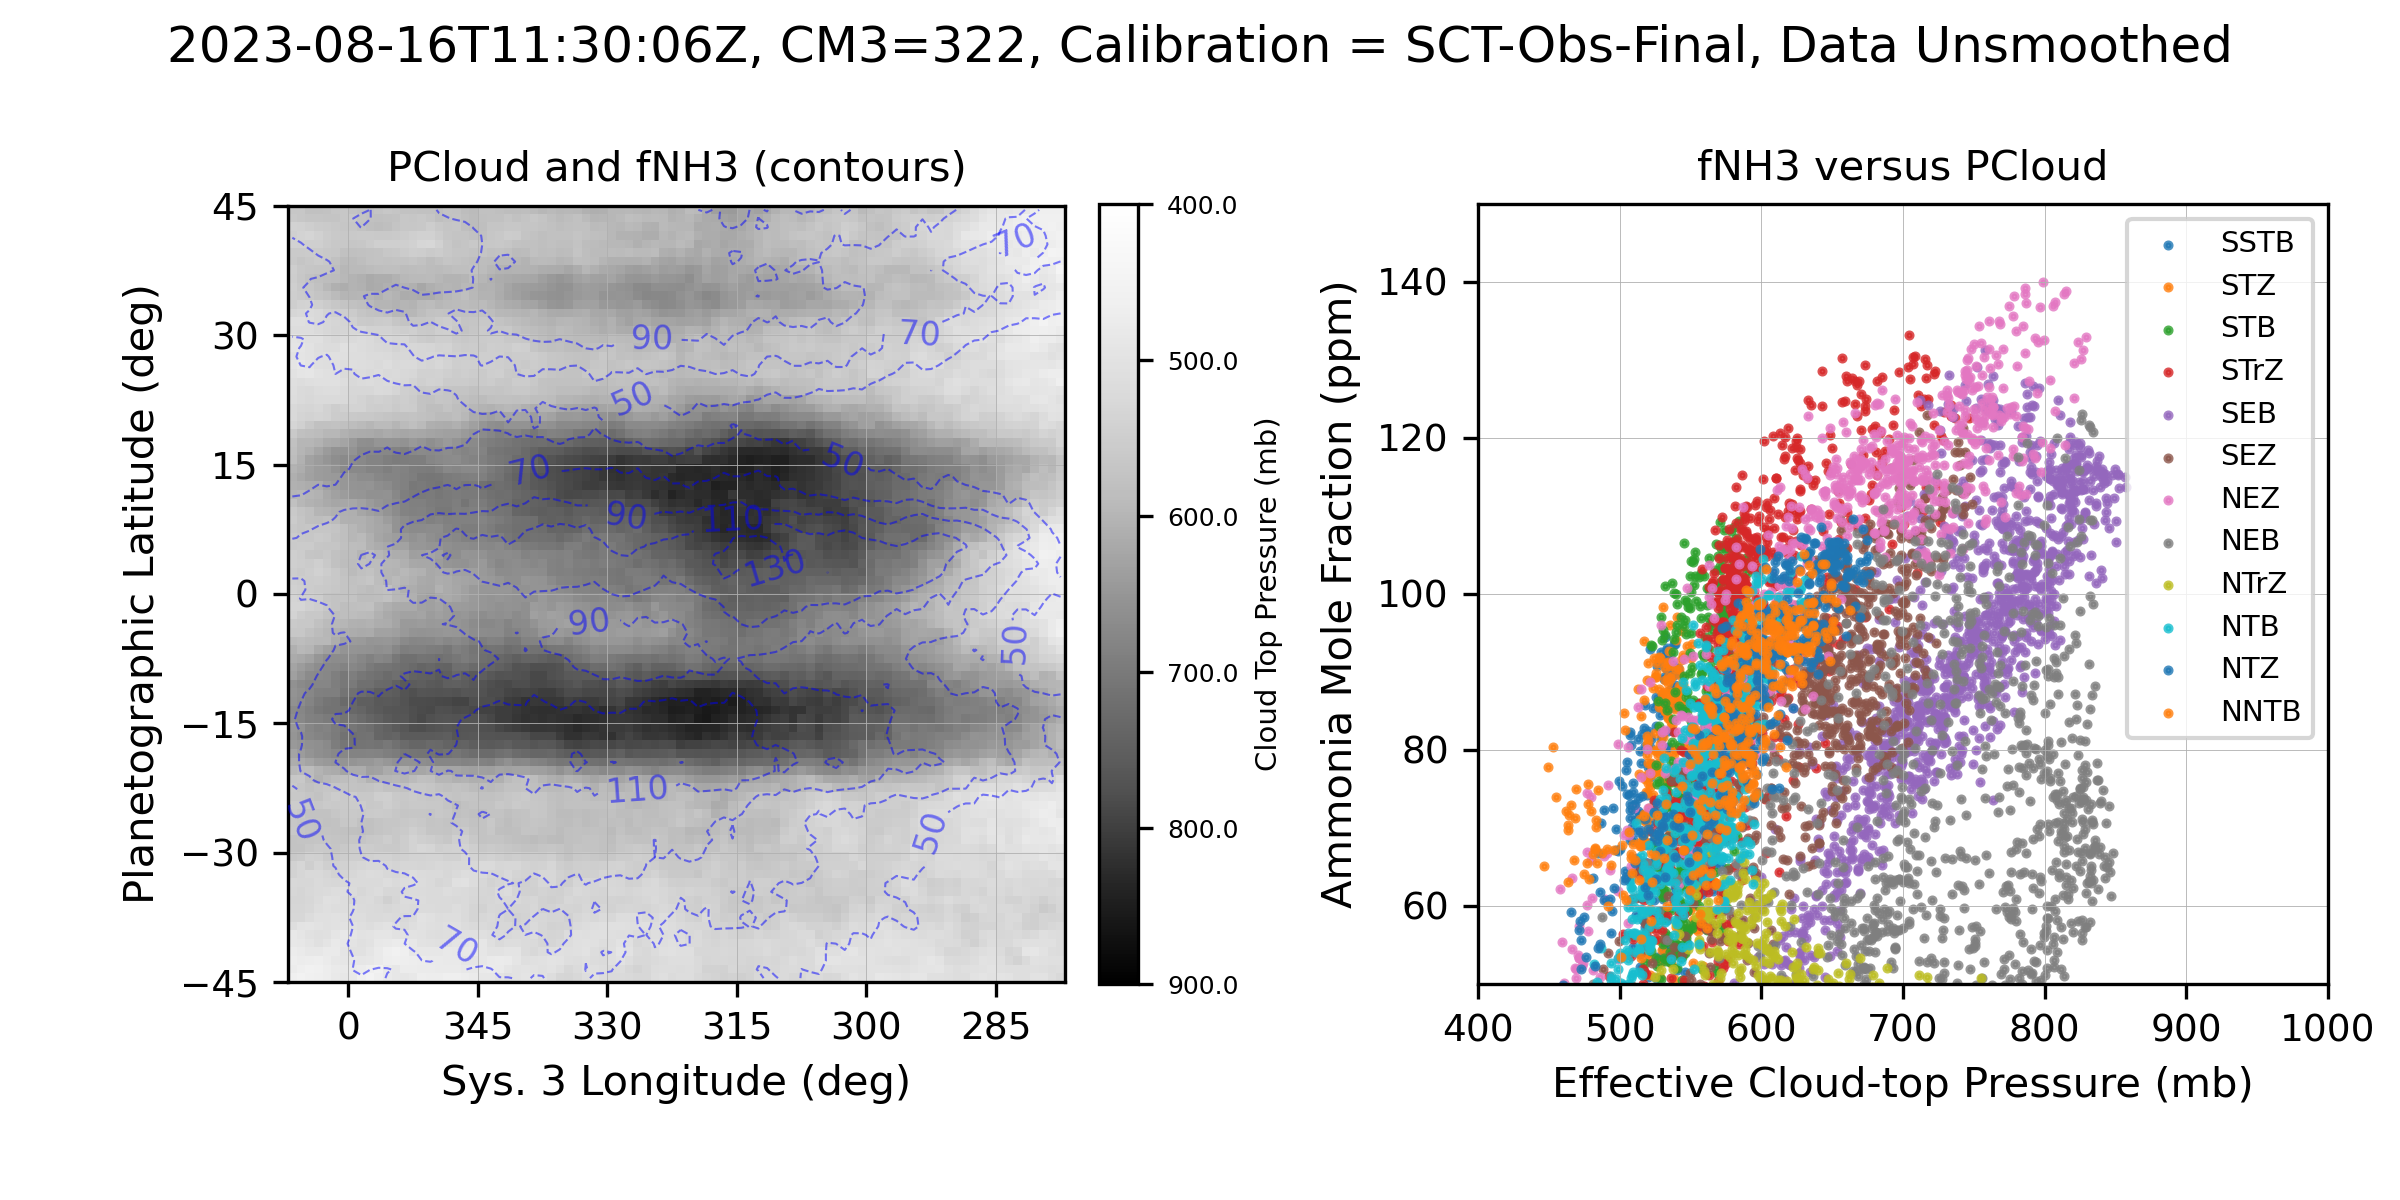 2023-08-16T11:30:06Z, CM3=322, Calibration = SCT-Obs-Final, Data Unsmoothed
PCloud and fNH3 (contours)
Planetographic Latitude (deg)
45
30
15
0
−15
−30
−45
0
345
330
315
300
285
Sys. 3 Longitude (deg)
70
90
70
50
50
70
90
110
130
90
50
110
50
50
70
400.0
500.0
600.0
700.0
800.0
900.0
Cloud Top Pressure (mb)
fNH3 versus PCloud
Ammonia Mole Fraction (ppm)
140
120
100
80
60
400
500
600
700
800
900
1000
Effective Cloud-top Pressure (mb)
SSTB
STZ
STB
STrZ
SEB
SEZ
NEZ
NEB
NTrZ
NTB
NTZ
NNTB